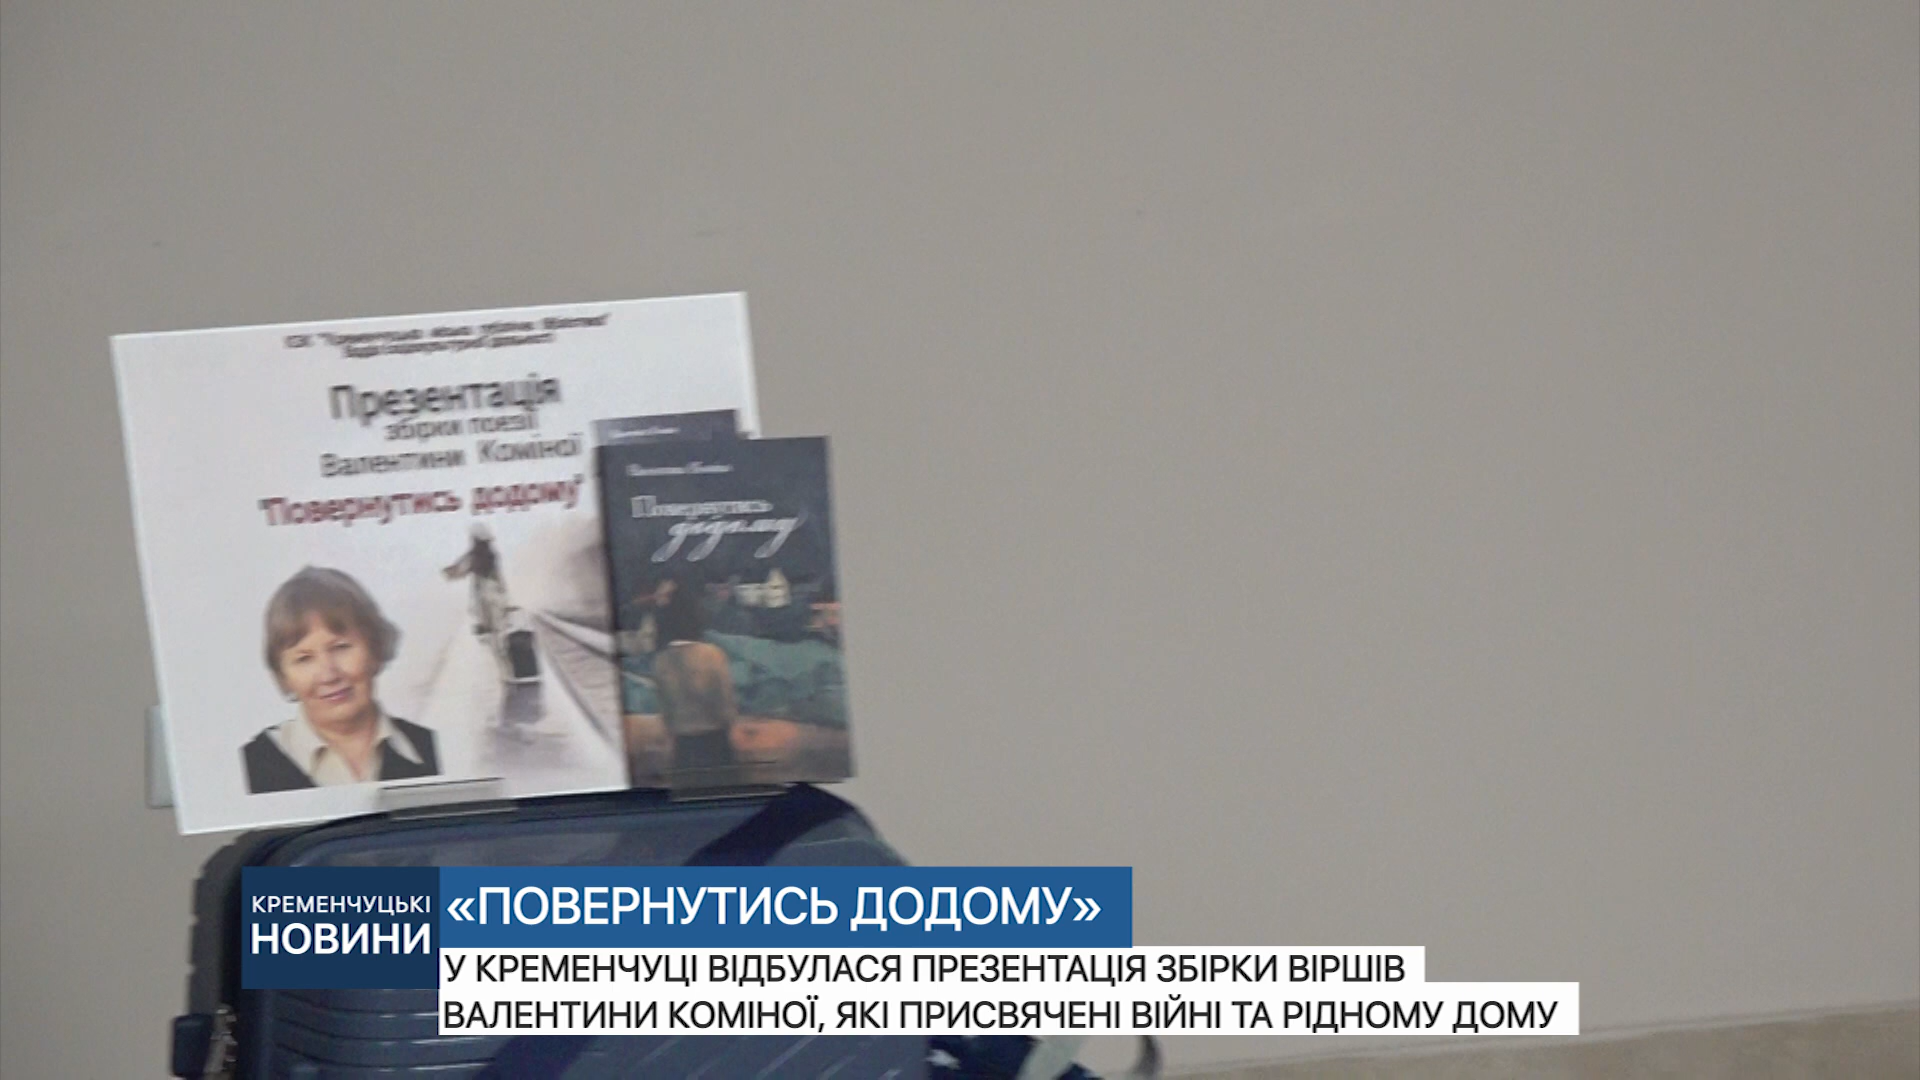 Презентація
збірки поезії
Валентини Коміної
"Повернутись додому"
Повернутись
додому
КРЕМЕНЧУЦЬКІ
НОВИНИ
«ПОВЕРНУТИСЬ ДОДОМУ»
У КРЕМЕНЧУЦІ ВІДБУЛАСЯ ПРЕЗЕНТАЦІЯ ЗБІРКИ ВІРШІВ
ВАЛЕНТИНИ КОМІНОЇ, ЯКІ ПРИСВЯЧЕНІ ВІЙНІ ТА РІДНОМУ ДОМУ